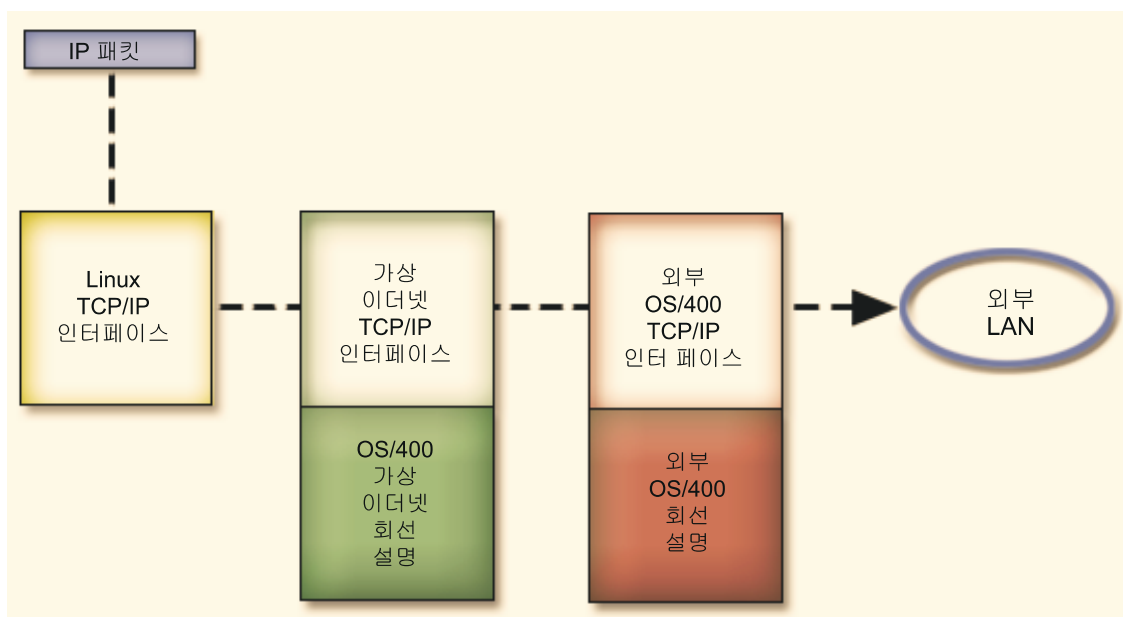 IP 패킷
Linux
TCP/IP
인터페이스
가상
이더넷
TCP/IP
인터페이스
OS/400
가상
이더넷
회선
설명
외부
OS/400
TCP/IP
인터 페이스
외부
OS/400
회선
설명
외부
LAN